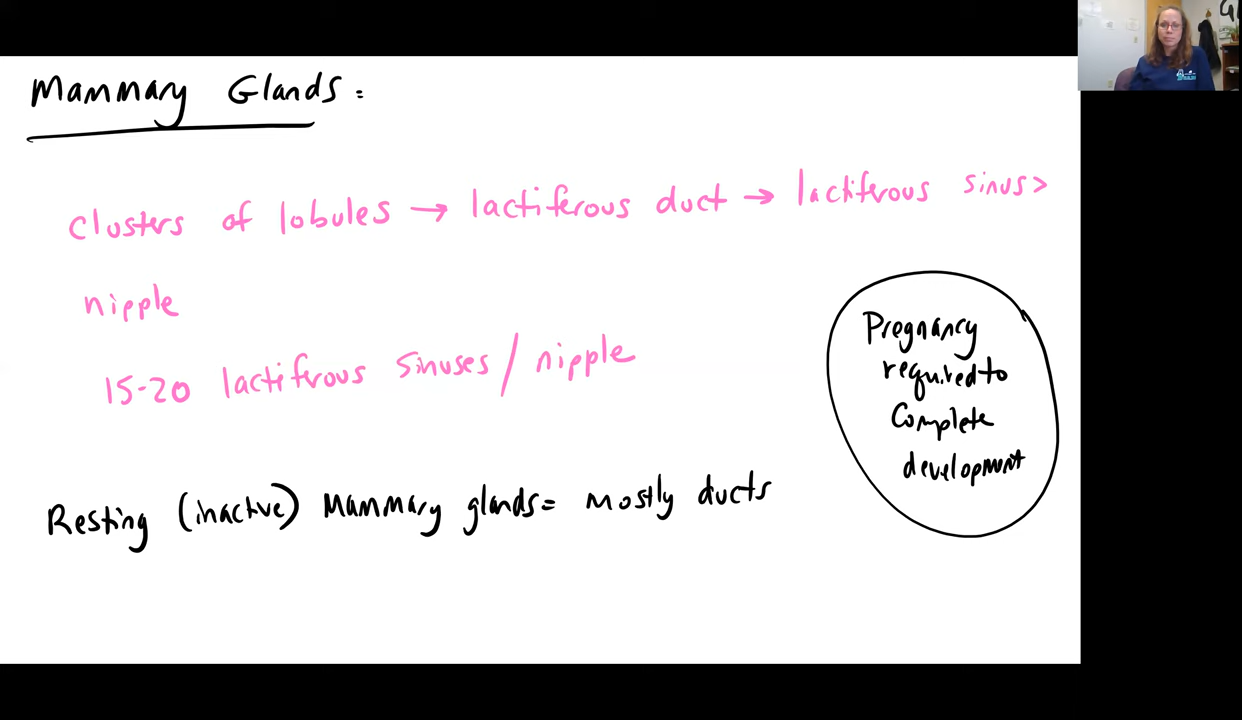 Mammary Glands:
clusters of lobules → lactiferous duct → lactiferous sinus >
nipple
15-20 lactiferous sinuses / nipple
Pregnancy
required to
Complete
development
Resting (inactive) Mammary glands = mostly ducts